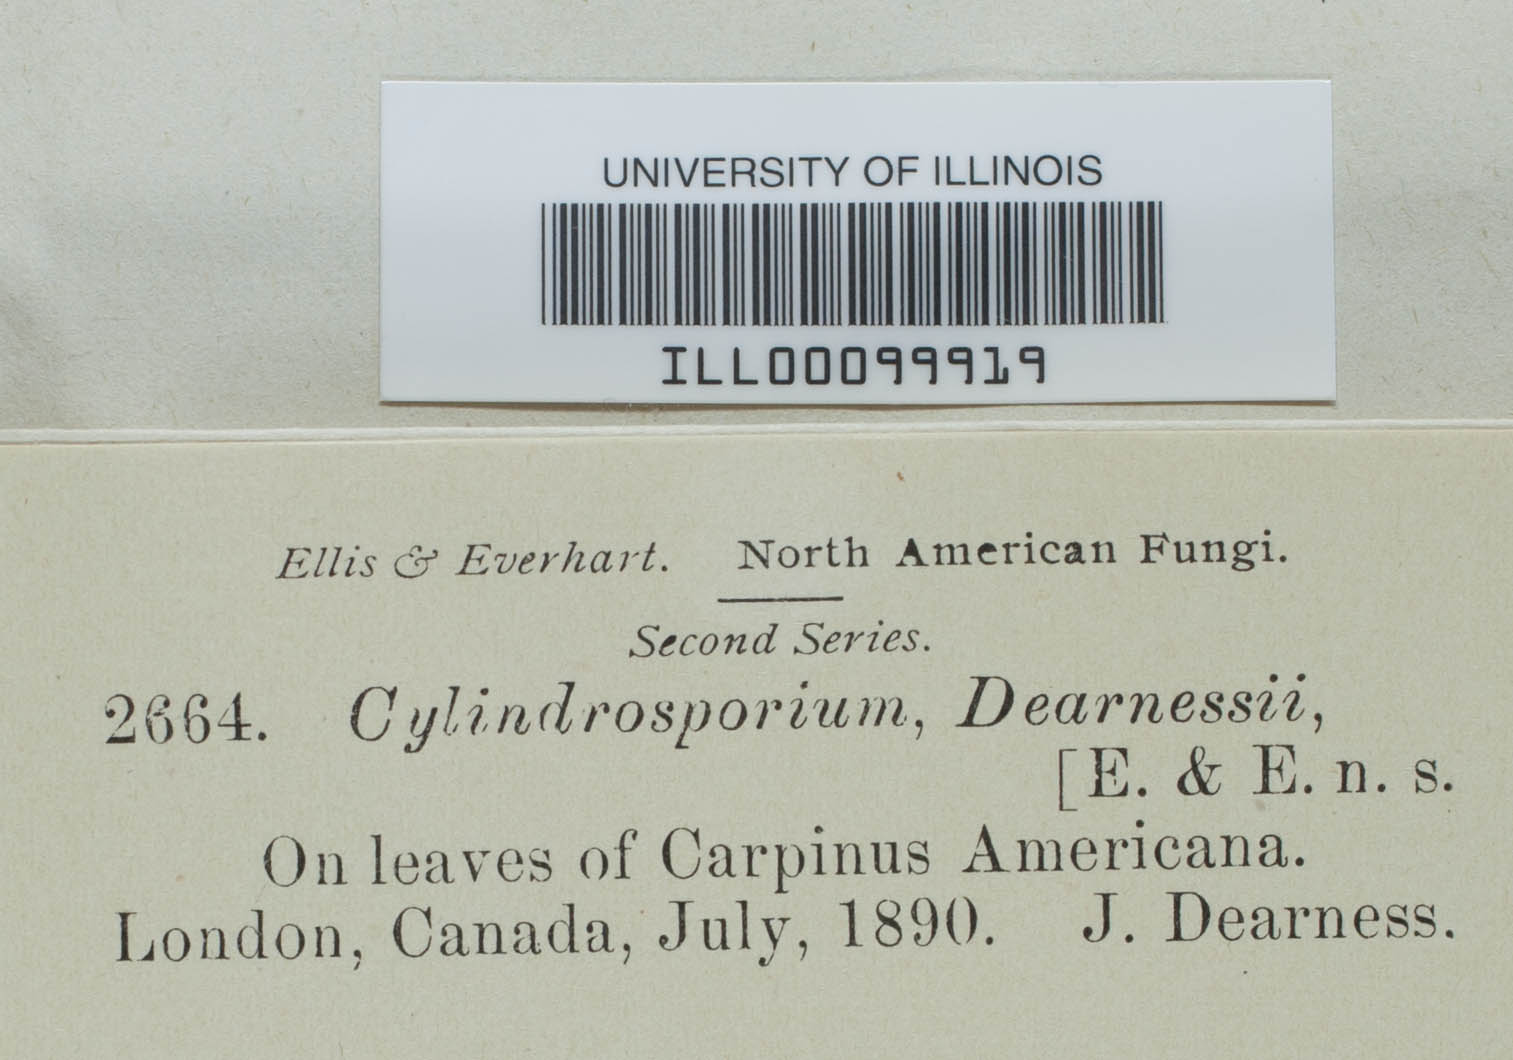 UNIVERSITY OF ILLINOIS
ILL00099919
Ellis & Everhart. North American Fungi.
Second Series.
2664. Cylindrosporium, Dearnessii,
[E. & E. n. s.
On leaves of Carpinus Americana.
London, Canada, July, 1890. J. Dearness.